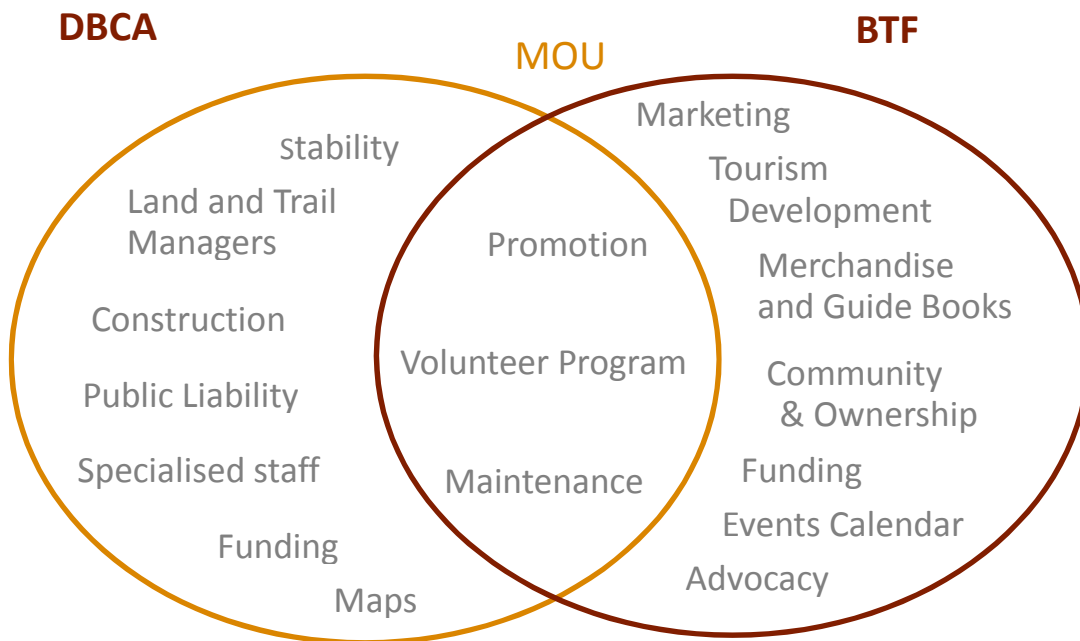 DBCA
BTF
MOU
Stability
Land and Trail
Managers
Construction
Public Liability
Specialised staff
Funding
Maps
Promotion
Volunteer Program
Maintenance
Marketing
Tourism
Development
Merchandise
and Guide Books
Community
& Ownership
Funding
Events Calendar
Advocacy